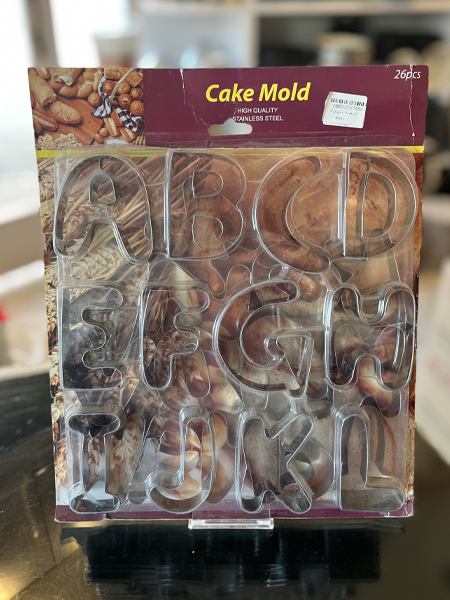 26pcs
Cake Mold
HIGH QUALITY
STAINLESS STEEL
A B C D
E F G H
I J K L